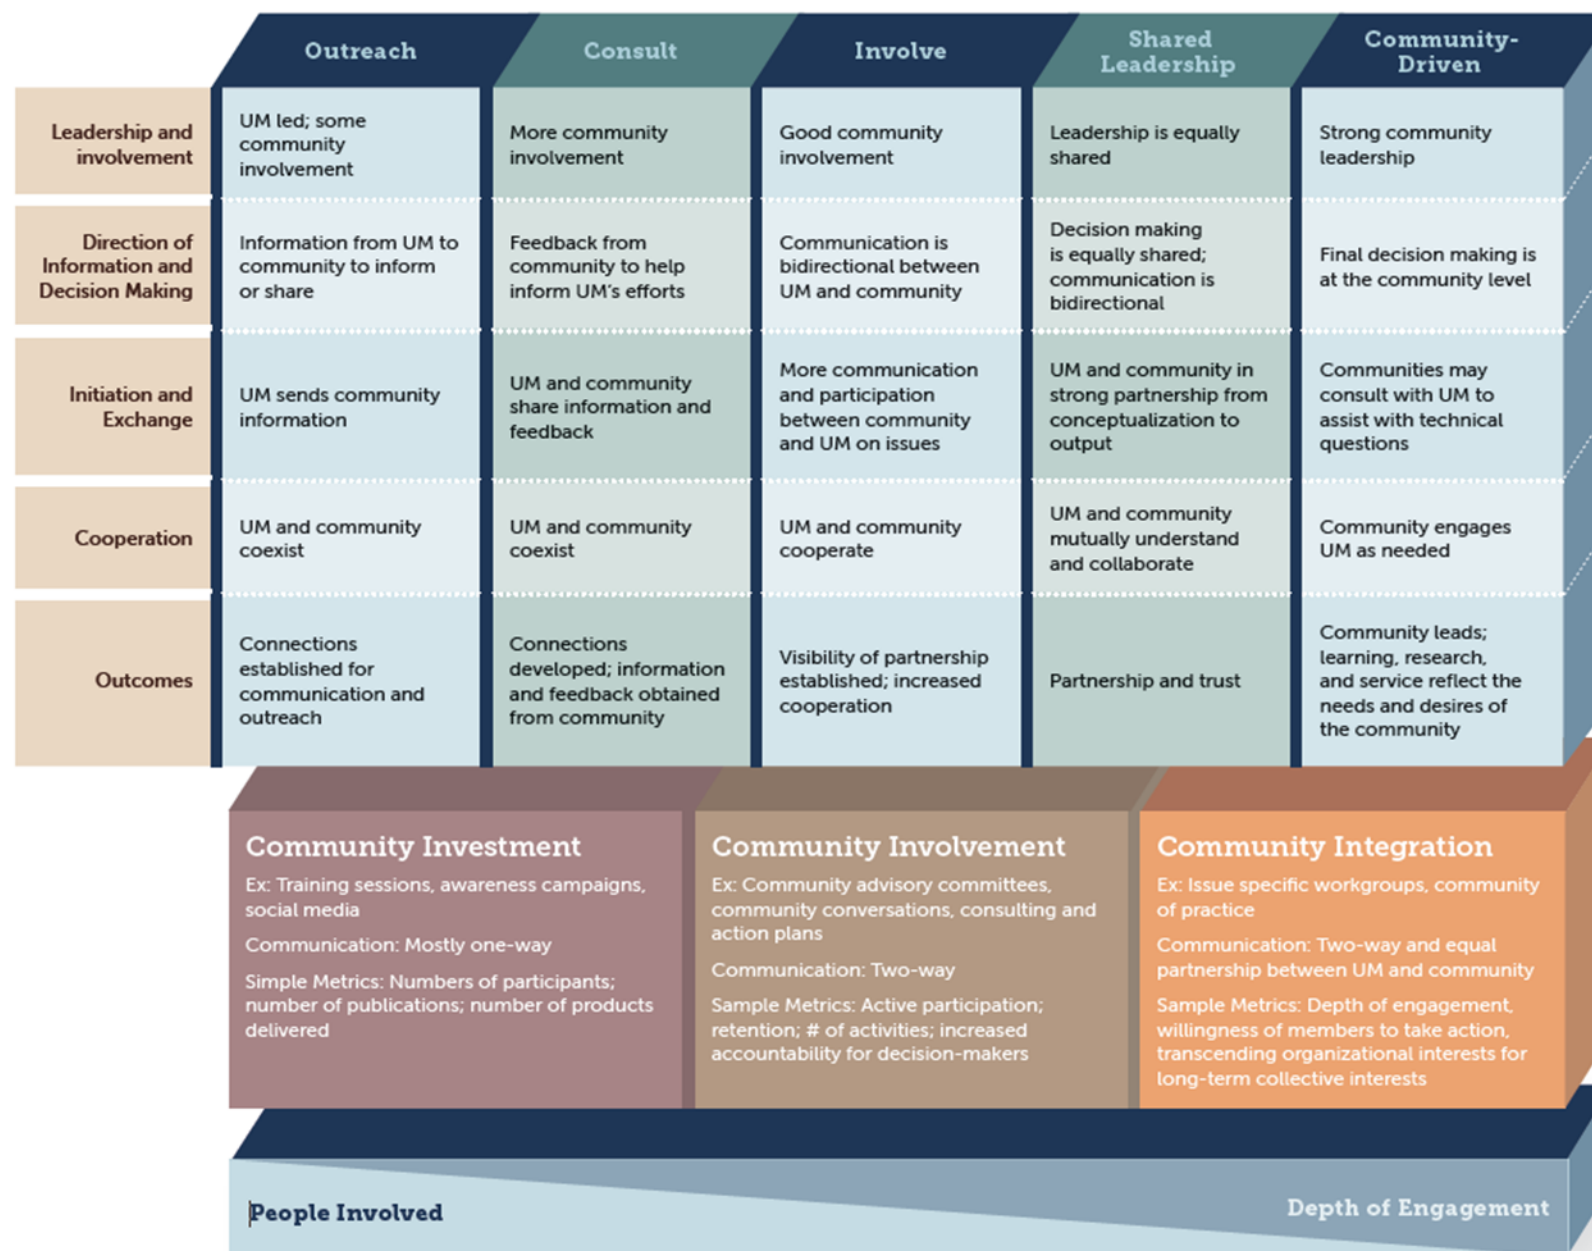 Outreach
Consult
Involve
Shared
Leadership
Community-
Driven
Leadership and
involvement
UM led; some
community
involvement
More community
involvement
Good community
involvement
Leadership is equally
shared
Strong community
leadership
Direction of
Information and
Decision Making
Information from UM to
community to inform
or share
Feedback from
community to help
inform UM's efforts
Communication is
bidirectional between
UM and community
Decision making
is equally shared;
communication is
bidirectional
Final decision making is
at the community level
Initiation and
Exchange
UM sends community
information
UM and community
share information and
feedback
More communication
and participation
between community
and UM on issues
UM and community in
strong partnership from
conceptualization to
output
Communities may
consult with UM to
assist with technical
questions
Cooperation
UM and community
coexist
UM and community
coexist
UM and community
cooperate
UM and community
mutually understand
and collaborate
Community engages
UM as needed
Outcomes
Connections
established for
communication and
outreach
Connections
developed; information
and feedback obtained
from community
Visibility of partnership
established; increased
cooperation
Partnership and trust
Community leads;
learning, research,
and service reflect the
needs and desires of
the community
Community Investment
Ex: Training sessions, awareness campaigns,
social media
Communication: Mostly one-way
Simple Metrics: Numbers of participants;
number of publications; number of products
delivered
Community Involvement
Ex: Community advisory committees,
community conversations, consulting and
action plans
Communication: Two-way
Sample Metrics: Active participation;
retention; # of activities; increased
accountability for decision-makers
Community Integration
Ex: Issue specific workgroups, community
of practice
Communication: Two-way and equal
partnership between UM and community
Sample Metrics: Depth of engagement,
willingness of members to take action,
transcending organizational interests for
long-term collective interests
People Involved
Depth of Engagement